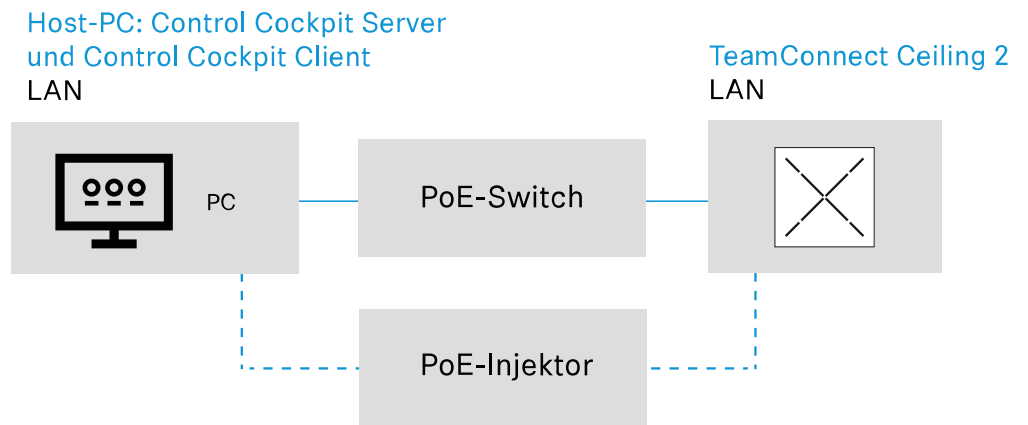 Host-PC: Control Cockpit Server
und Control Cockpit Client
LAN
TeamConnect Ceiling 2
LAN
PC
PoE-Switch
PoE-Injektor